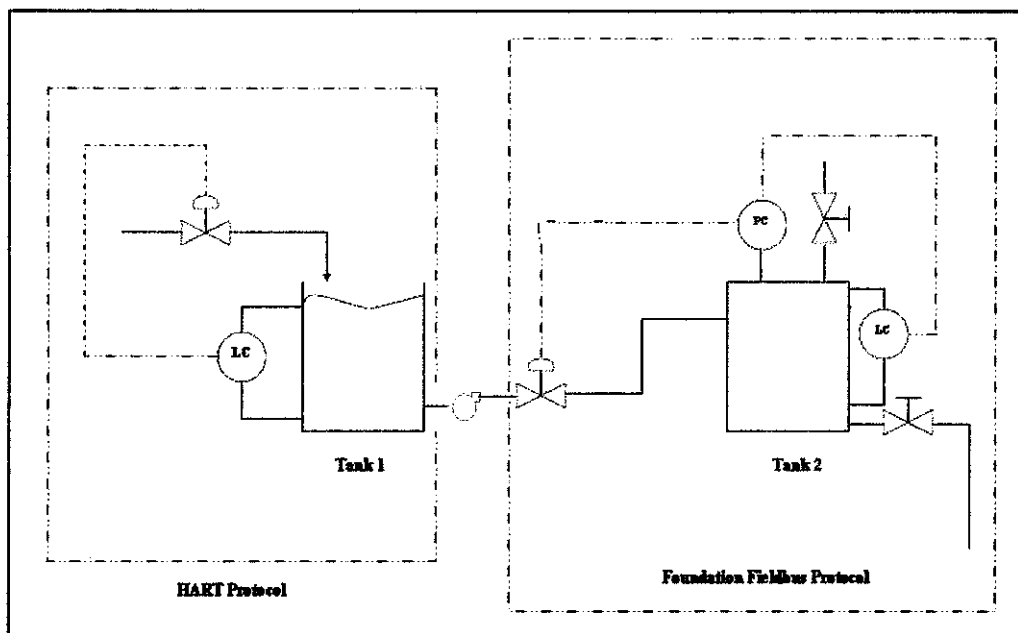 PC
LC
LC
Tank 1
Tank 2
HART Protocol
Foundation Fieldbus Protocol